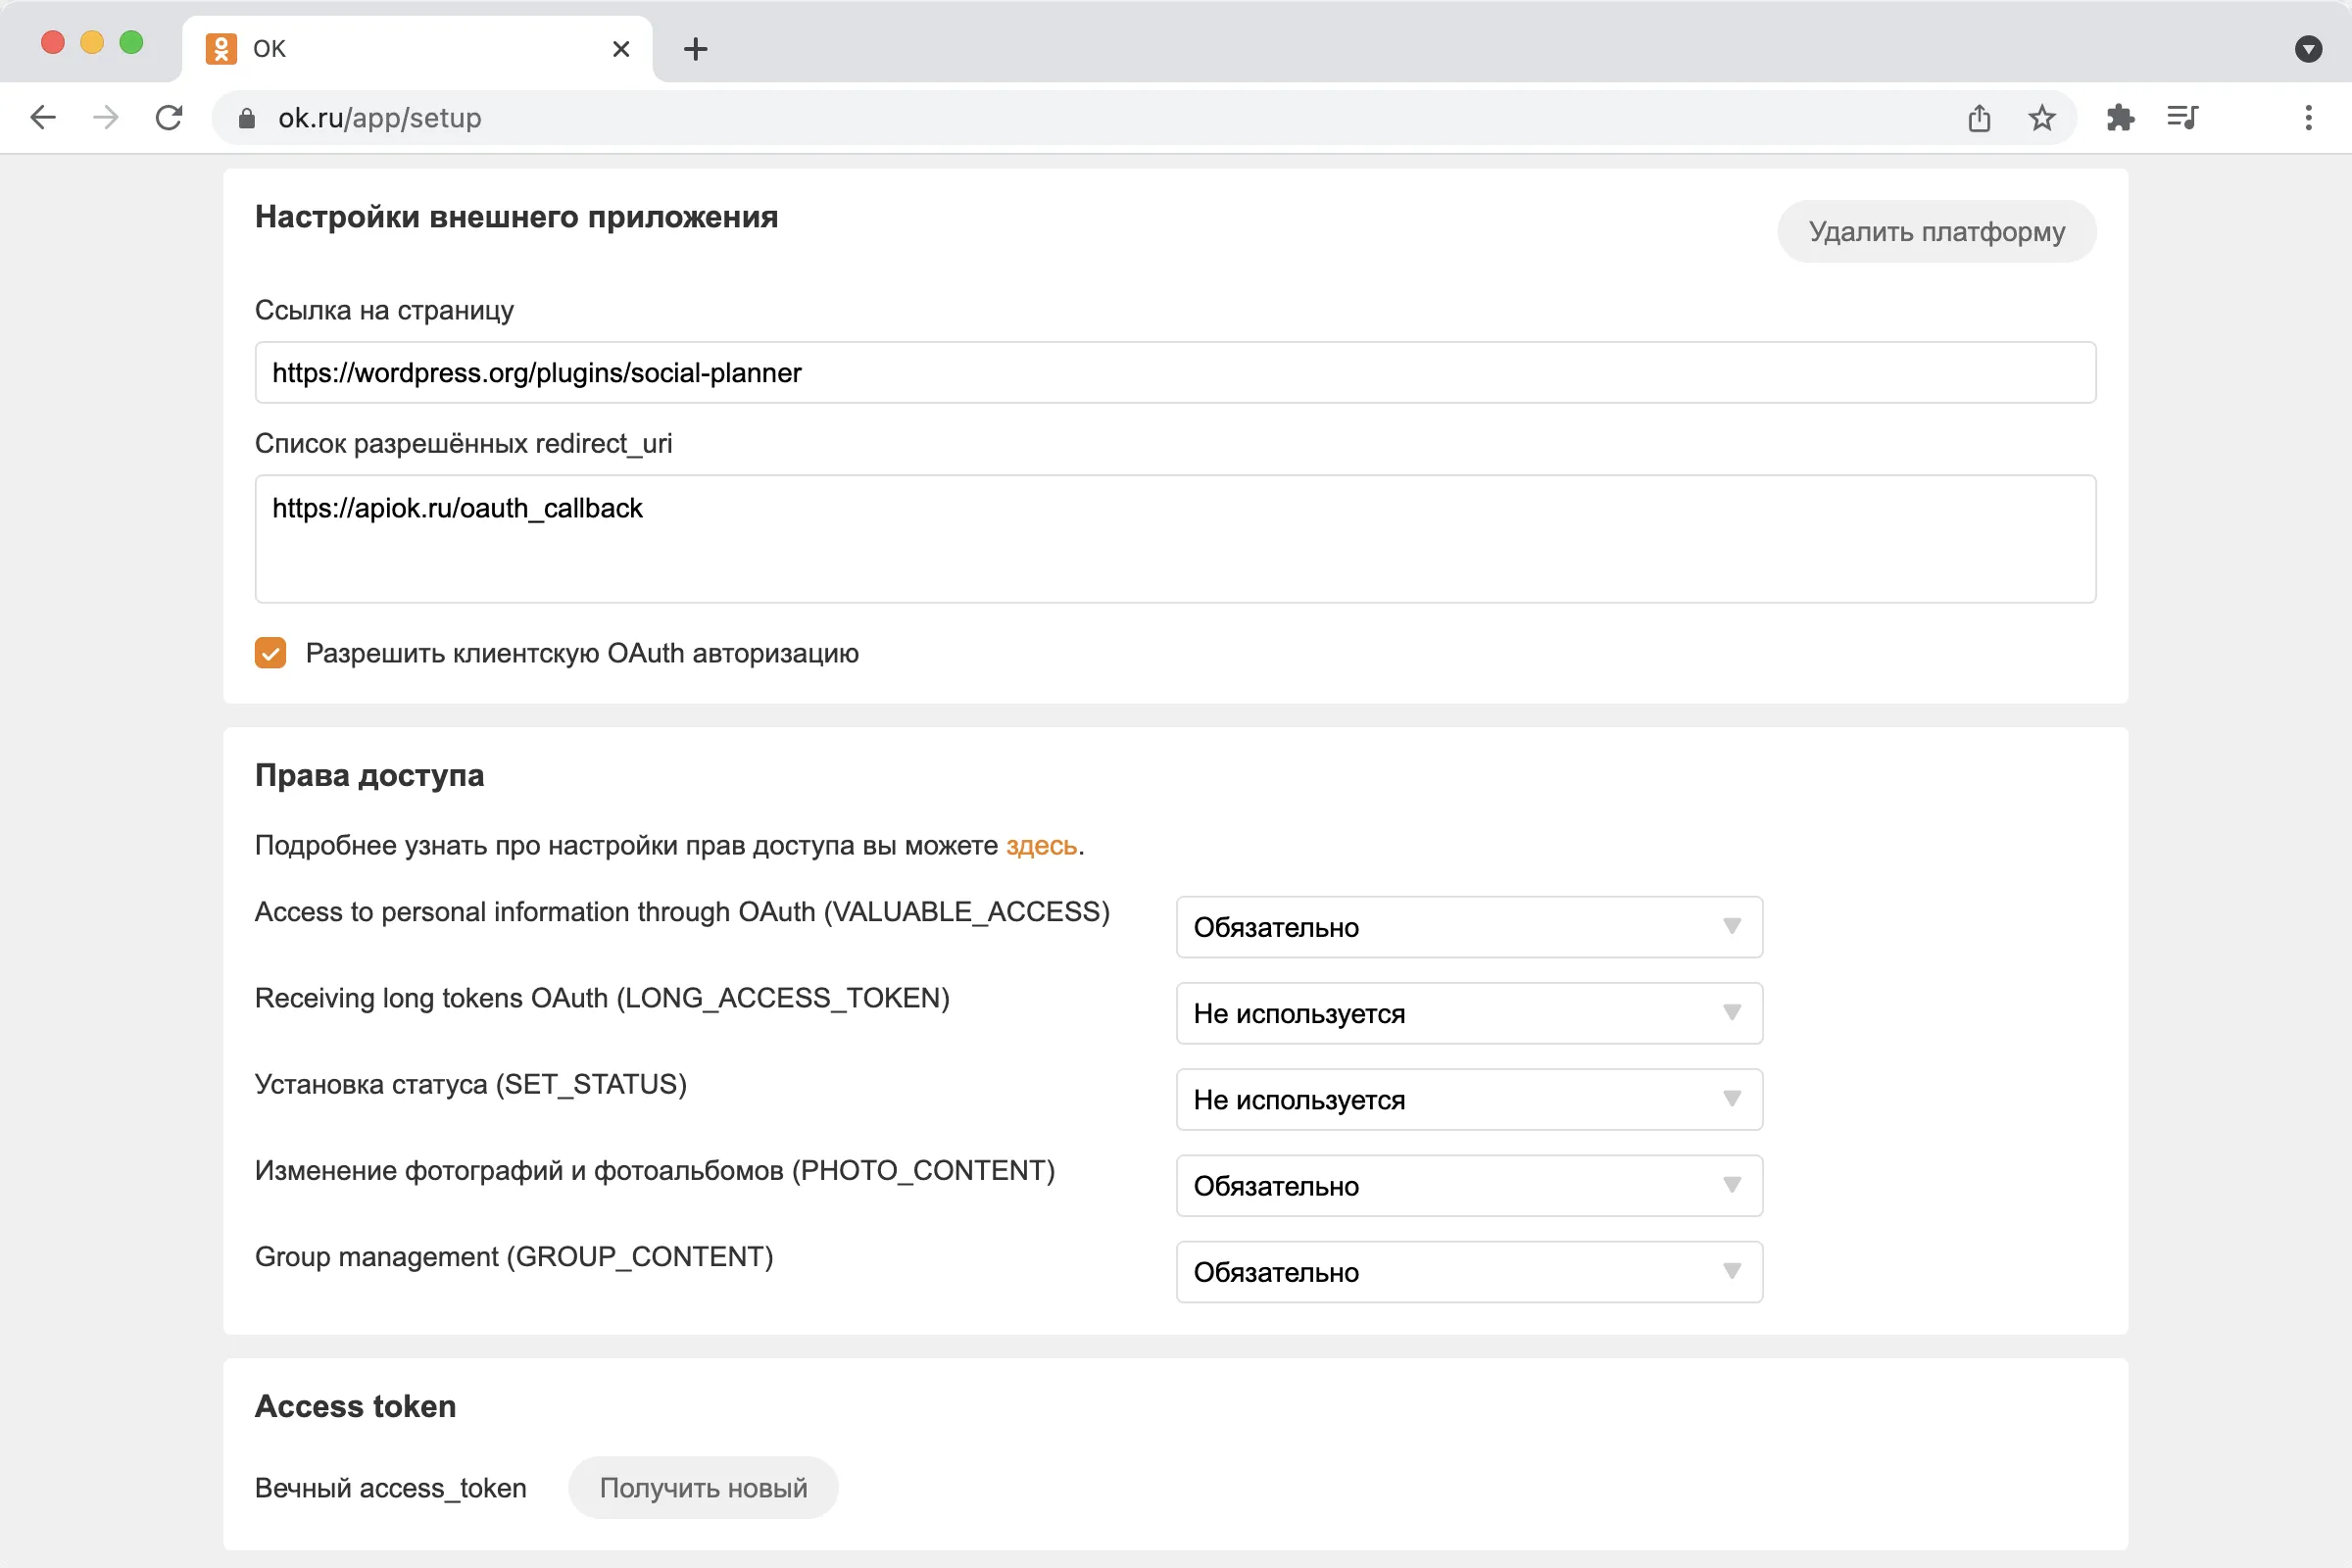 OK
ok.ru/app/setup
Настройки внешнего приложения
Удалить платформу
Ссылка на страницу
https://wordpress.org/plugins/social-planner
Список разрешённых redirect_uri
https://apiok.ru/oauth_callback
Разрешить клиентскую OAuth авторизацию
Права доступа
Подробнее узнать про настройки прав доступа вы можете здесь.
Access to personal information through OAuth (VALUABLE_ACCESS)
Обязательно
Receiving long tokens OAuth (LONG_ACCESS_TOKEN)
Не используется
Установка статуса (SET_STATUS)
Не используется
Изменение фотографий и фотоальбомов (PHOTO_CONTENT)
Обязательно
Group management (GROUP_CONTENT)
Обязательно
Access token
Вечный access_token
Получить новый